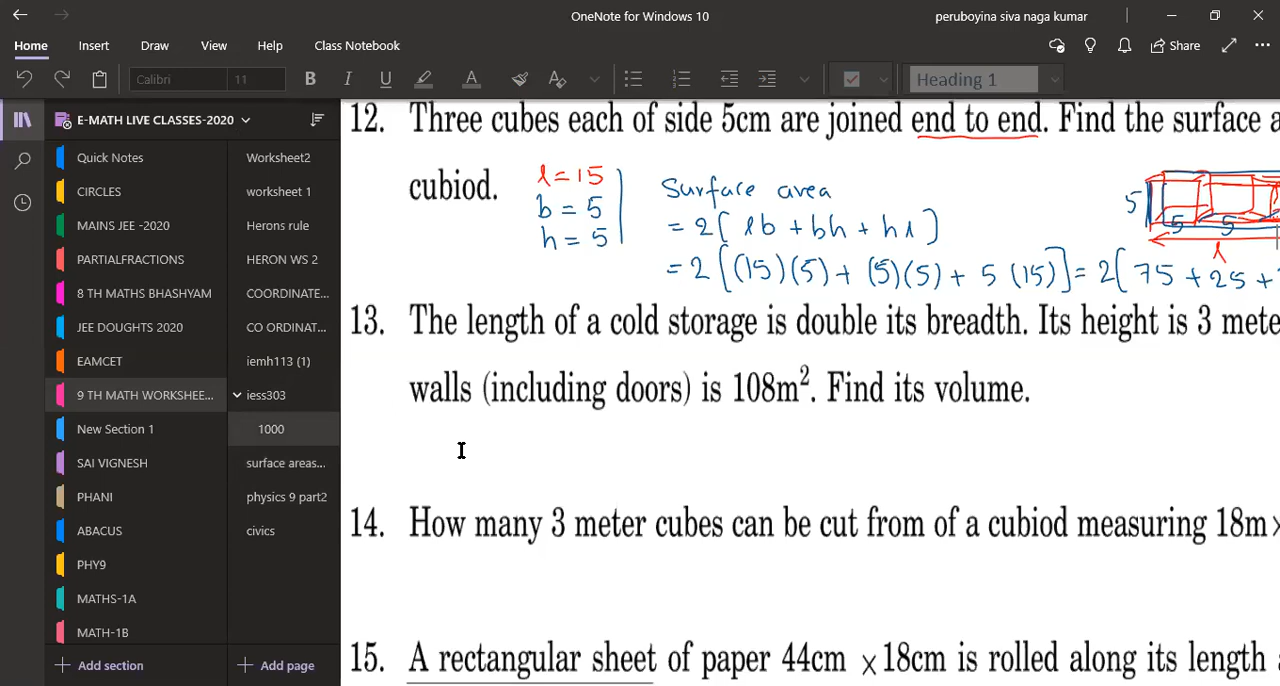 OneNote for Windows 10
peruboyina siva naga kumar
Home Insert Draw View Help Class Notebook
Share
Calibri 11 B I U A Heading 1
E-MATH LIVE CLASSES-2020
Quick Notes
CIRCLES
MAINS JEE -2020
PARTIALFRACTIONS
8 TH MATHS BHASHYAM
JEE DOUGHTS 2020
EAMCET
9 TH MATH WORKSHEE...
New Section 1
SAI VIGNESH
PHANI
ABACUS
PHY9
MATHS-1A
MATH-1B
Add section
Worksheet2
worksheet 1
Herons rule
HERON WS 2
COORDINATE...
CO ORDINAT...
iemh113 (1)
iess303
1000
surface areas...
physics 9 part2
civics
Add page
12. Three cubes each of side 5cm are joined end to end. Find the surface a
cubiod.
l = 15
b = 5
h = 5
Surface area
= 2[ lb + bh + hl ]
= 2[(15)(5) + (5)(5) + 5 (15)] = 2[ 75 + 25 +
5
5 5
l
13. The length of a cold storage is double its breadth. Its height is 3 mete
walls (including doors) is 108m². Find its volume.
14. How many 3 meter cubes can be cut from of a cubiod measuring 18m×
15. A rectangular sheet of paper 44cm ×18cm is rolled along its length